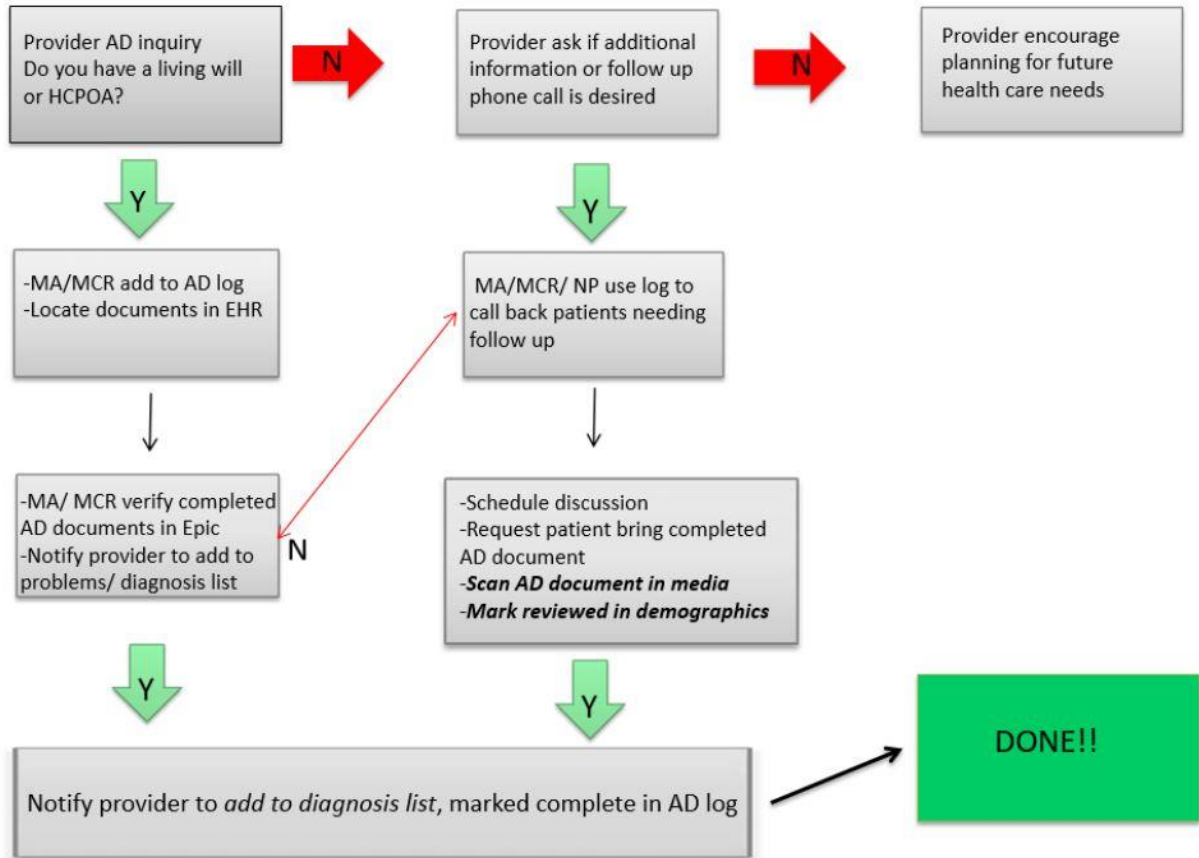 Provider AD inquiry
Do you have a living will
or HCPOA?
N
Provider ask if additional
information or follow up
phone call is desired
N
Provider encourage
planning for future
health care needs
Y
Y
-MA/MCR add to AD log
-Locate documents in EHR
MA/MCR/ NP use log to
call back patients needing
follow up
-MA/ MCR verify completed
AD documents in Epic
-Notify provider to add to
problems/ diagnosis list
N
-Schedule discussion
-Request patient bring completed
AD document
-Scan AD document in media
-Mark reviewed in demographics
Y
Y
Notify provider to add to diagnosis list, marked complete in AD log
DONE!!